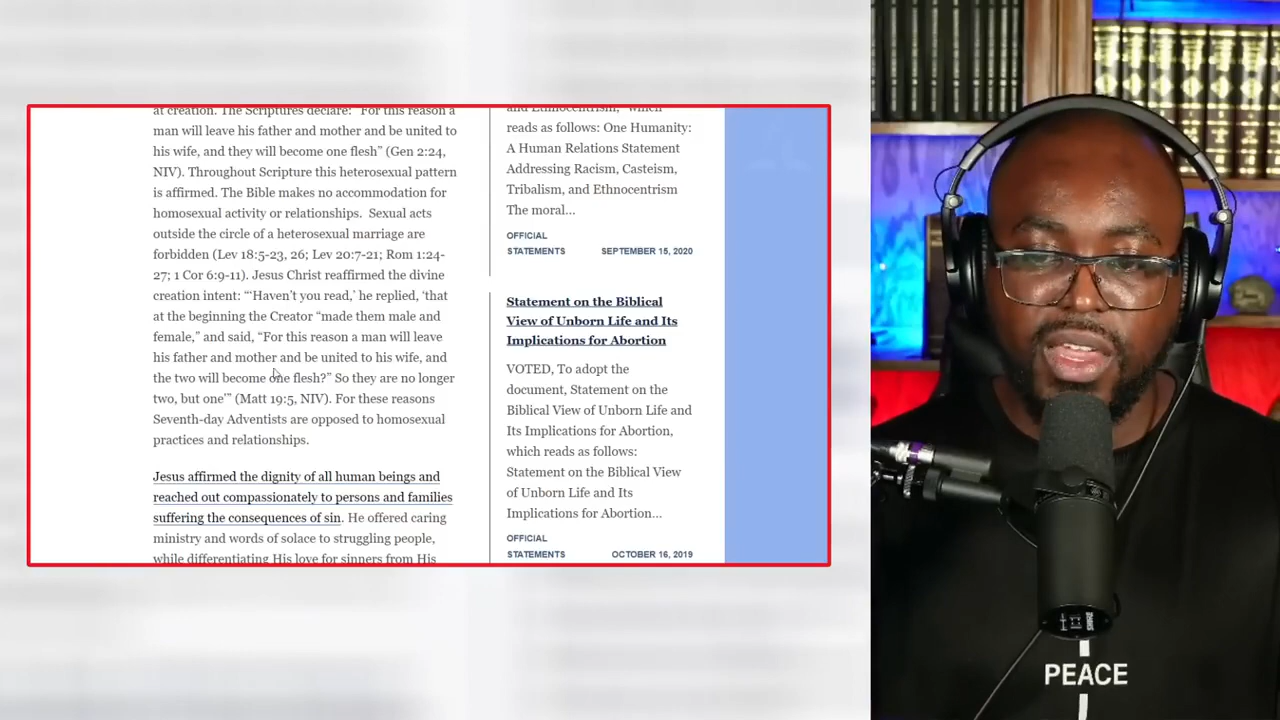 at creation. The Scriptures declare: “For this reason a
man will leave his father and mother and be united to
his wife, and they will become one flesh” (Gen 2:24,
NIV). Throughout Scripture this heterosexual pattern
is affirmed. The Bible makes no accommodation for
homosexual activity or relationships.  Sexual acts
outside the circle of a heterosexual marriage are
forbidden (Lev 18:5-23, 26; Lev 20:7-21; Rom 1:24-
27; 1 Cor 6:9-11). Jesus Christ reaffirmed the divine
creation intent: “‘Haven’t you read,’ he replied, ‘that
at the beginning the Creator “made them male and
female,” and said, “For this reason a man will leave
his father and mother and be united to his wife, and
the two will become one flesh?” So they are no longer
two, but one’” (Matt 19:5, NIV). For these reasons
Seventh-day Adventists are opposed to homosexual
practices and relationships.
Jesus affirmed the dignity of all human beings and
reached out compassionately to persons and families
suffering the consequences of sin. He offered caring
ministry and words of solace to struggling people,
while differentiating His love for sinners from His
and Ethnocentrism,” which
reads as follows: One Humanity:
A Human Relations Statement
Addressing Racism, Casteism,
Tribalism, and Ethnocentrism
The moral...
OFFICIAL
STATEMENTS SEPTEMBER 15, 2020
Statement on the Biblical
View of Unborn Life and Its
Implications for Abortion
VOTED, To adopt the
document, Statement on the
Biblical View of Unborn Life and
Its Implications for Abortion,
which reads as follows:
Statement on the Biblical View
of Unborn Life and Its
Implications for Abortion...
OFFICIAL
STATEMENTS OCTOBER 16, 2019
PEACE